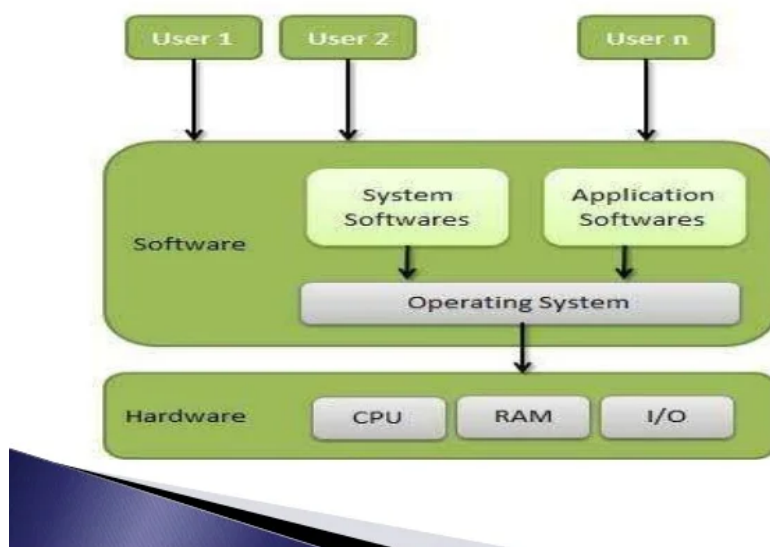 User 1
User 2
User n
System
Softwares
Application
Softwares
Software
Operating System
Hardware
CPU
RAM
I/O